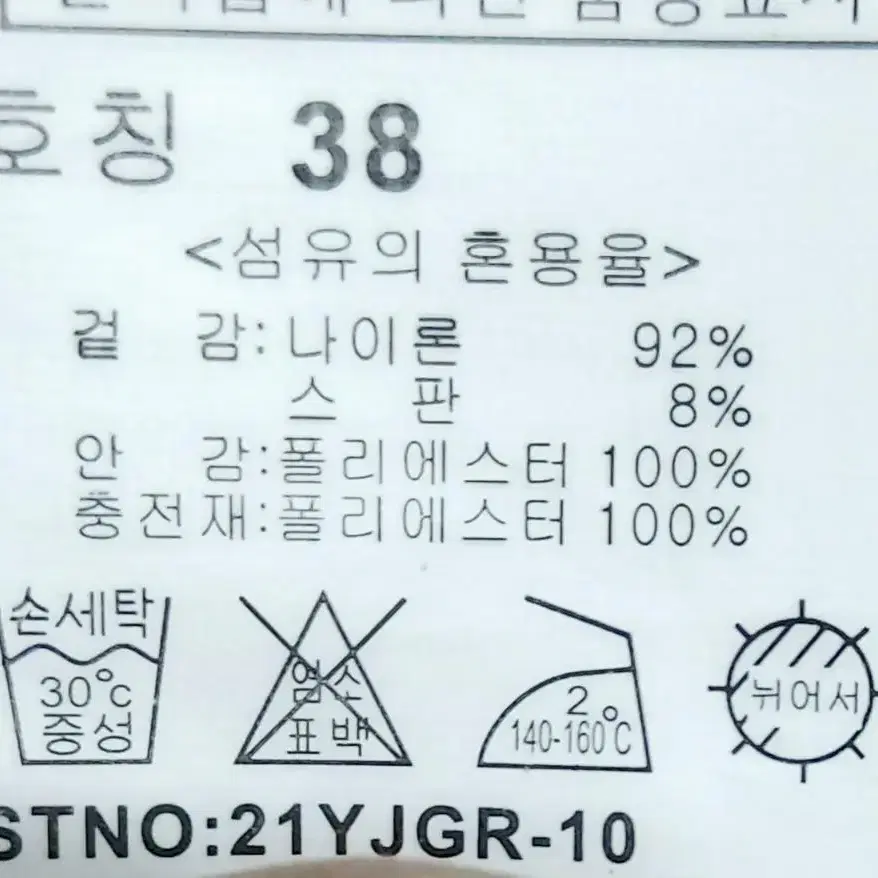 호칭 38
<섬유의 혼용율>
겉 감:나이론 92%
스 판 8%
안 감:폴리에스터 100%
충전재:폴리에스터 100%
손세탁
30°c
중성
염소
표백
2
140-160°C
뉘어서
STNO:21YJGR-10